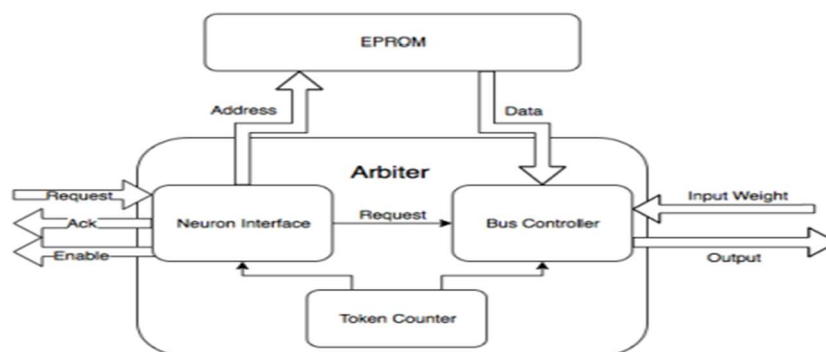 EPROM
Address
Data
Arbiter
Request
Neuron Interface
Request
Bus Controller
Input Weight
Ack
Enable
Output
Token Counter